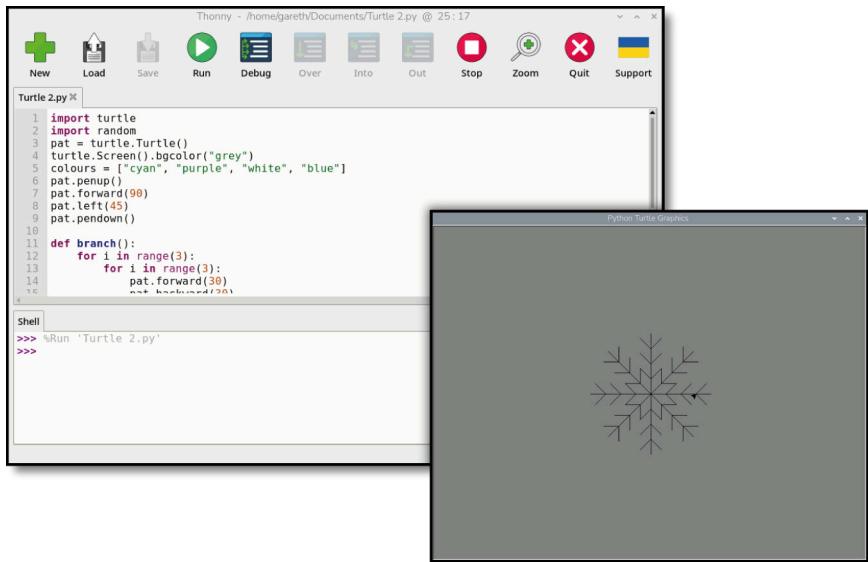 Thonny - /home/gareth/Documents/Turtle 2.py @ 25:17
New Load Save Run Debug Over Into Out Stop Zoom Quit Support
Turtle 2.py
1 import turtle
2 import random
3 pat = turtle.Turtle()
4 turtle.Screen().bgcolor("grey")
5 colours = ["cyan", "purple", "white", "blue"]
6 pat.penup()
7 pat.forward(90)
8 pat.left(45)
9 pat.pendown()
10
11 def branch():
12     for i in range(3):
13         for i in range(3):
14             pat.forward(30)
15             pat.backward(30)
Python Turtle Graphics
Shell
>>> %Run 'Turtle 2.py'
>>>